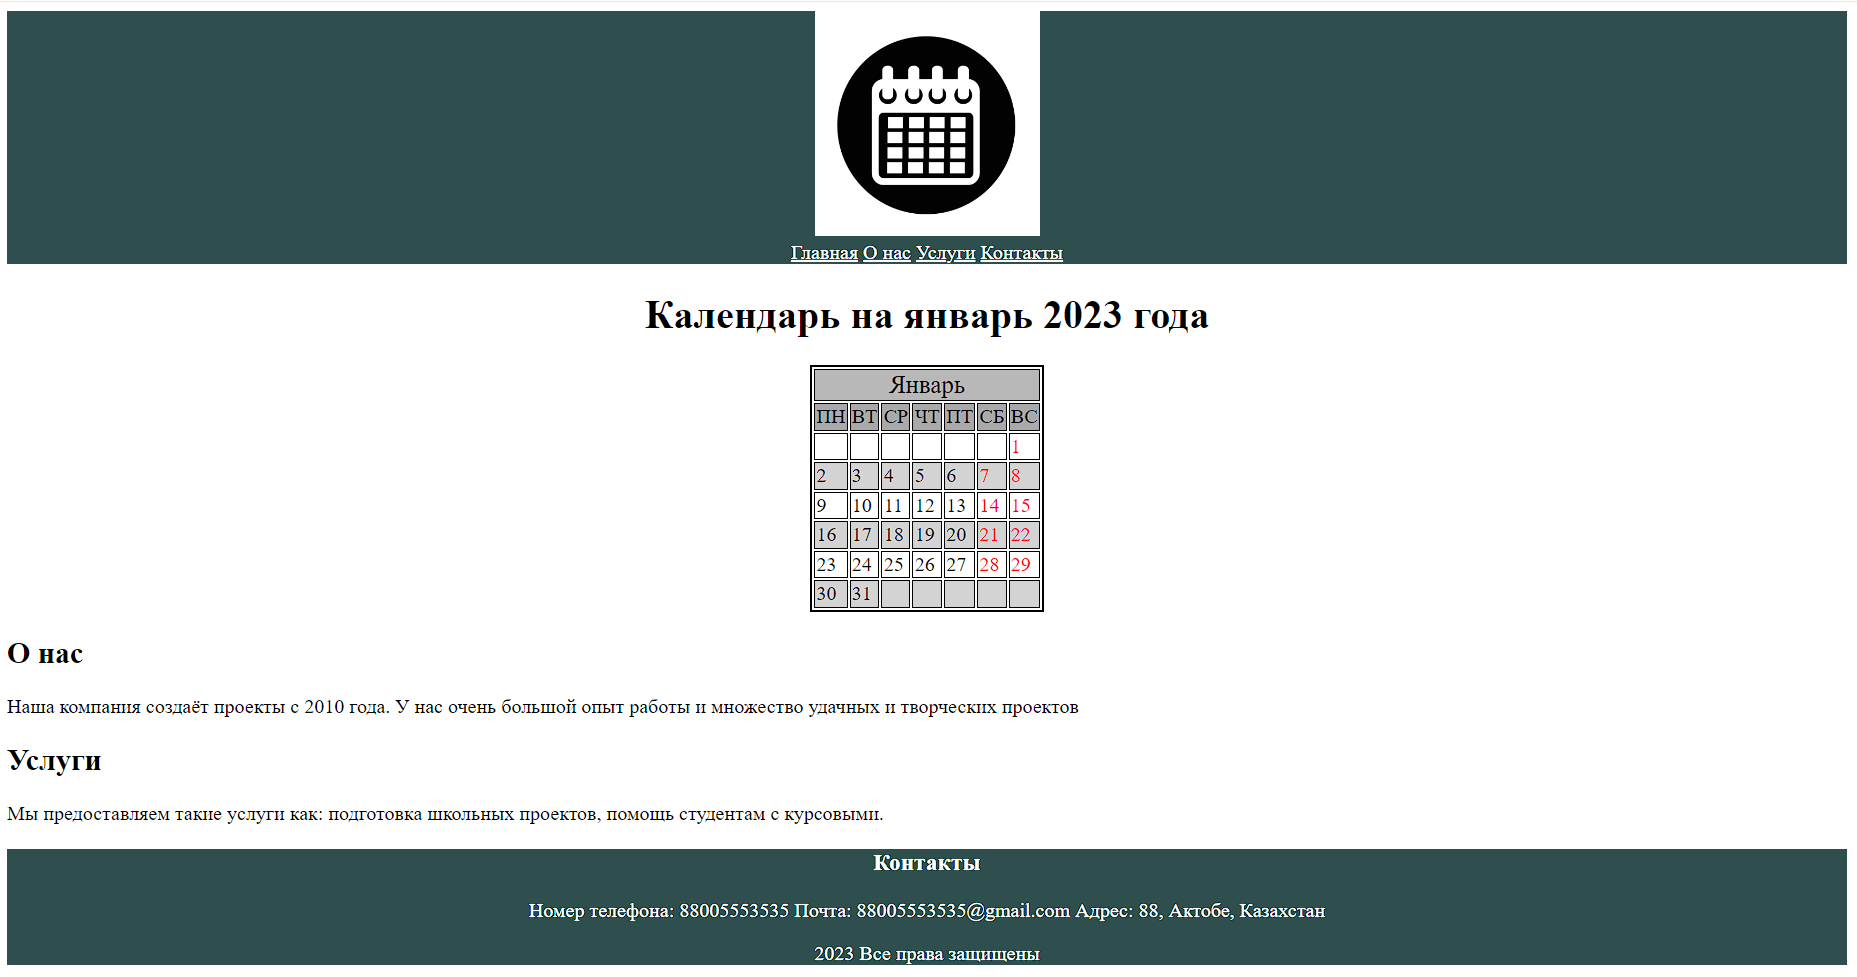 Главная О нас Услуги Контакты
Календарь на январь 2023 года
Январь
ПН ВТ СР ЧТ ПТ СБ ВС
1
2 3 4 5 6 7 8
9 10 11 12 13 14 15
16 17 18 19 20 21 22
23 24 25 26 27 28 29
30 31
О нас
Наша компания создаёт проекты с 2010 года. У нас очень большой опыт работы и множество удачных и творческих проектов
Услуги
Мы предоставляем такие услуги как: подготовка школьных проектов, помощь студентам с курсовыми.
Контакты
Номер телефона: 88005553535 Почта: 88005553535@gmail.com Адрес: 88, Актобе, Казахстан
2023 Все права защищены